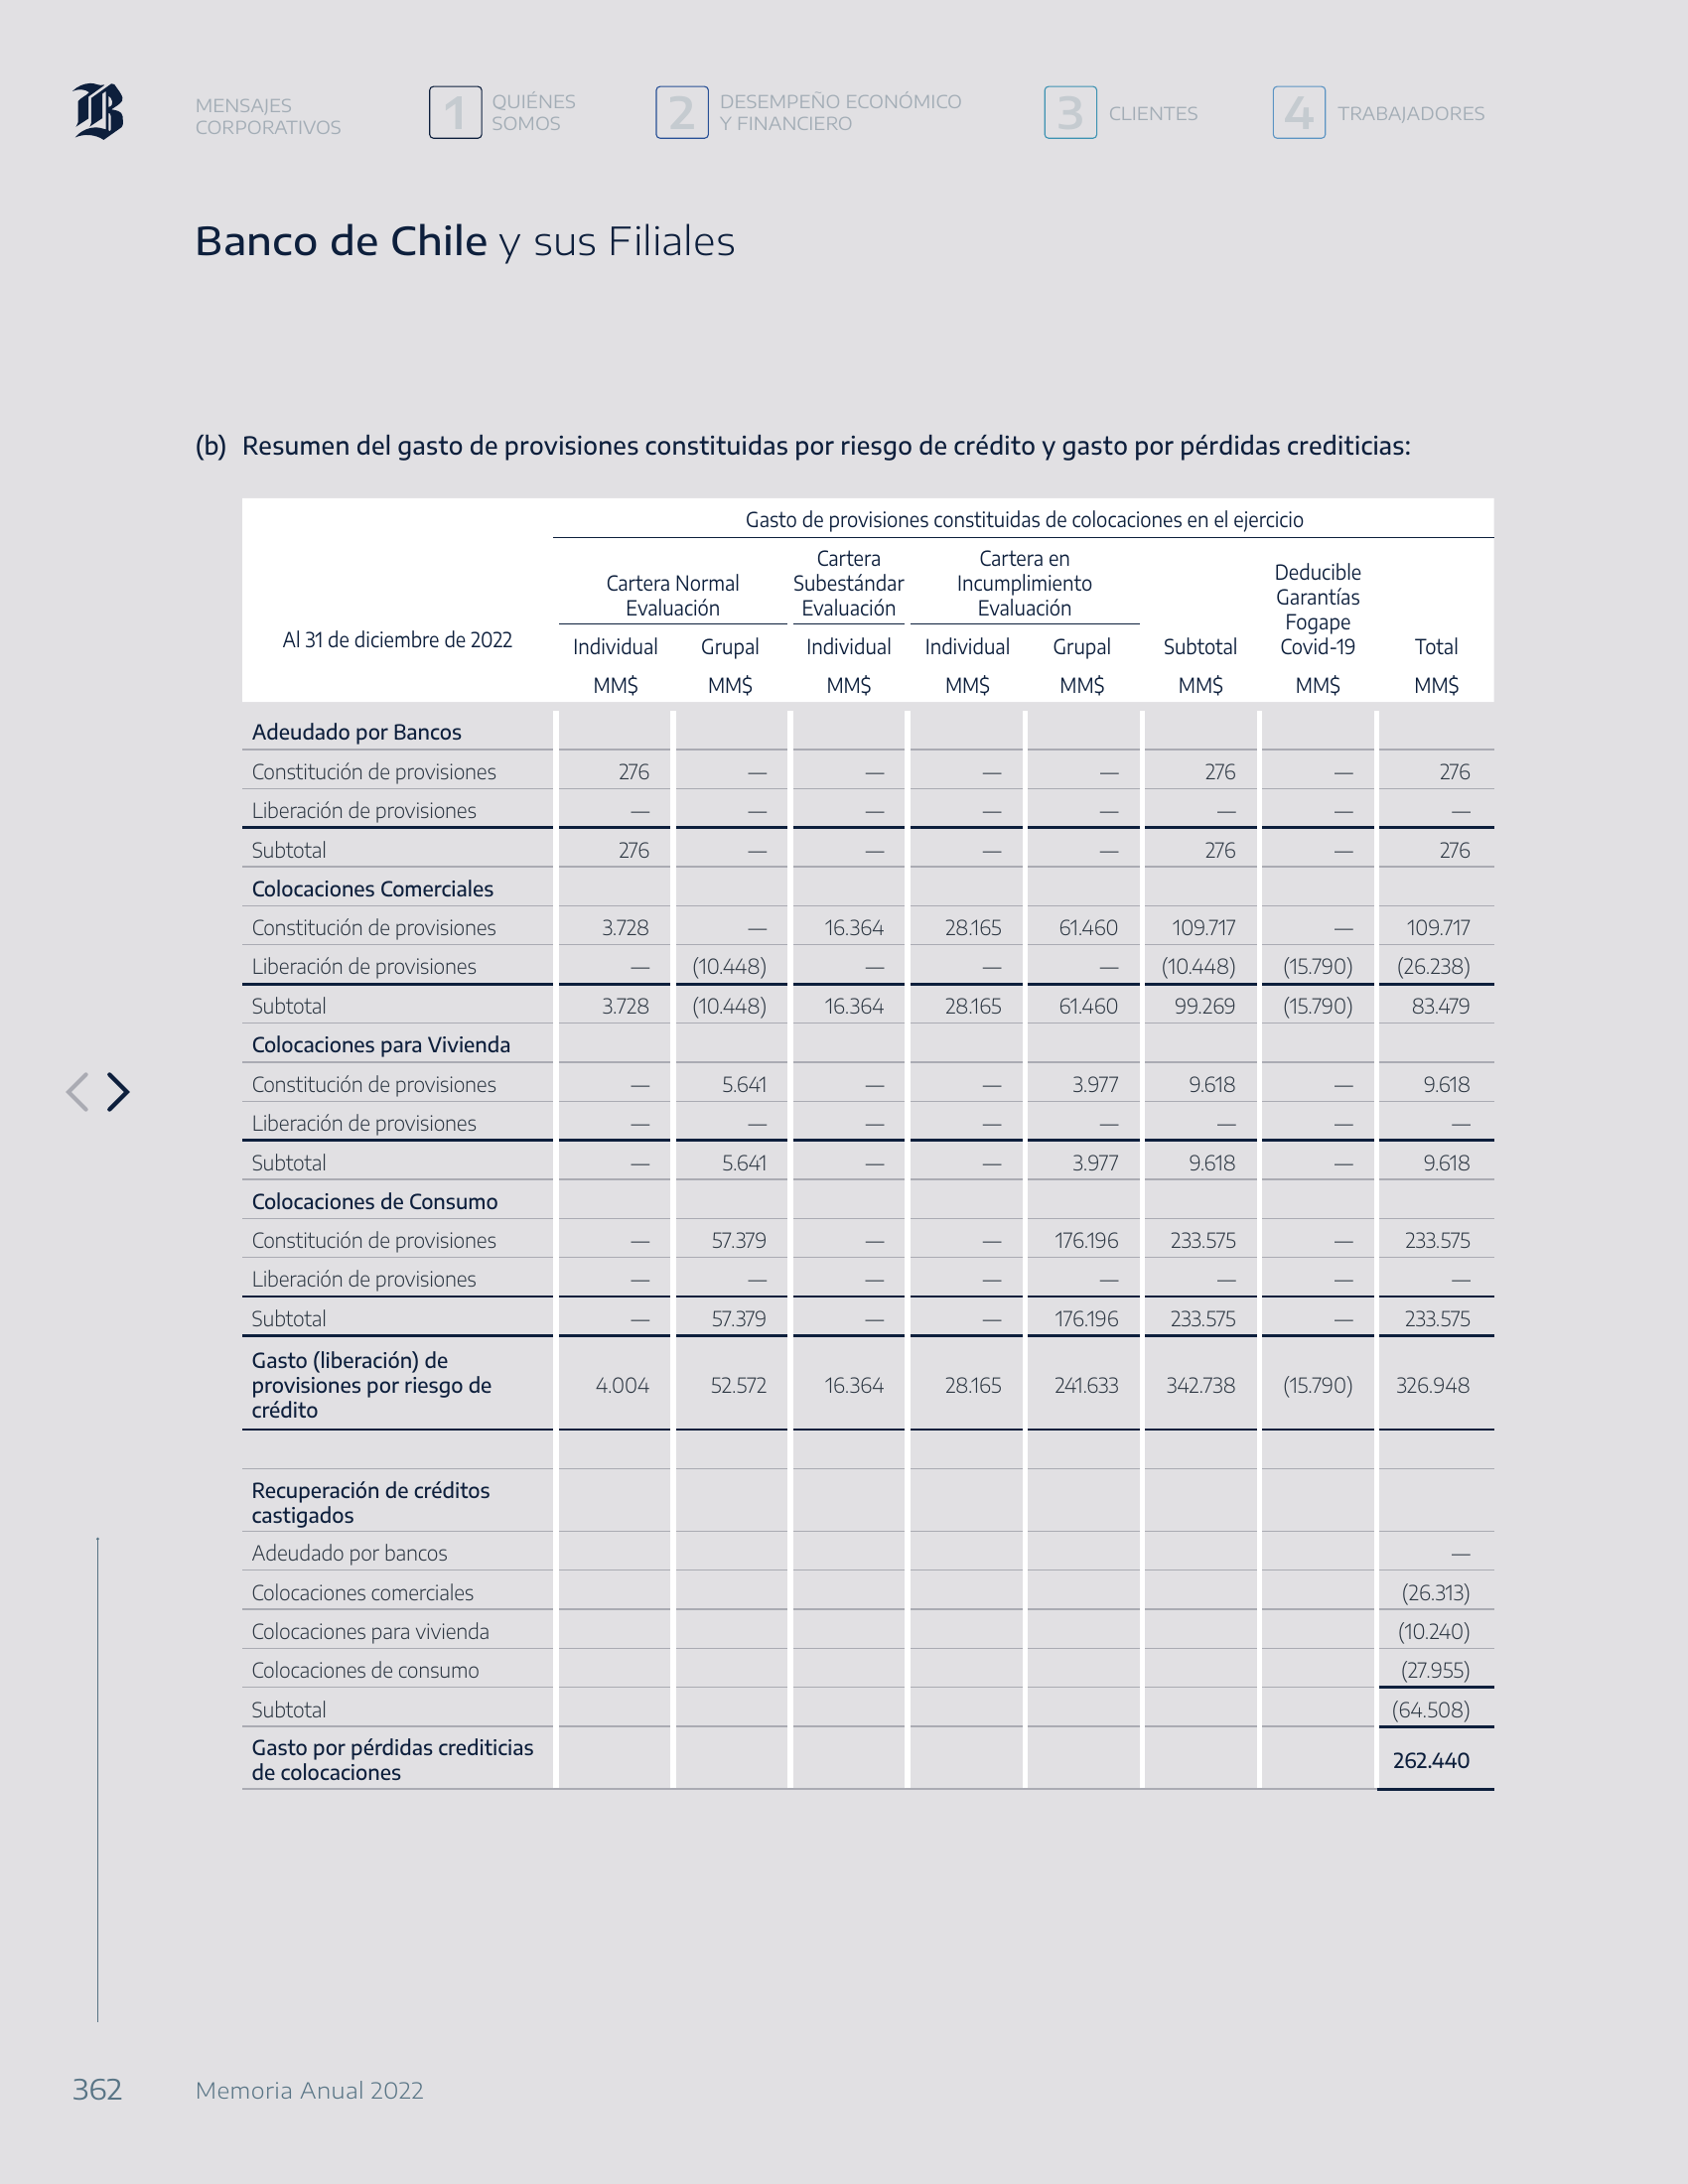 MENSAJES
CORPORATIVOS
1 QUIÉNES
SOMOS
2 DESEMPEÑO ECONÓMICO
Y FINANCIERO
3 CLIENTES
4 TRABAJADORES
Banco de Chile y sus Filiales
(b) Resumen del gasto de provisiones constituidas por riesgo de crédito y gasto por pérdidas crediticias:
Gasto de provisiones constituidas de colocaciones en el ejercicio
Al 31 de diciembre de 2022
Cartera Normal
Evaluación
Cartera
Subestándar
Evaluación
Cartera en
Incumplimiento
Evaluación
Deducible
Garantías
Fogape
Individual Grupal Individual Individual Grupal Subtotal Covid-19 Total
MM$ MM$ MM$ MM$ MM$ MM$ MM$ MM$
Adeudado por Bancos
Constitución de provisiones 276 — — — — 276 — 276
Liberación de provisiones — — — — — — — —
Subtotal 276 — — — — 276 — 276
Colocaciones Comerciales
Constitución de provisiones 3.728 — 16.364 28.165 61.460 109.717 — 109.717
Liberación de provisiones — (10.448) — — — (10.448) (15.790) (26.238)
Subtotal 3.728 (10.448) 16.364 28.165 61.460 99.269 (15.790) 83.479
Colocaciones para Vivienda
Constitución de provisiones — 5.641 — — 3.977 9.618 — 9.618
Liberación de provisiones — — — — — — — —
Subtotal — 5.641 — — 3.977 9.618 — 9.618
Colocaciones de Consumo
Constitución de provisiones — 57.379 — — 176.196 233.575 — 233.575
Liberación de provisiones — — — — — — — —
Subtotal — 57.379 — — 176.196 233.575 — 233.575
Gasto (liberación) de
provisiones por riesgo de
crédito
4.004 52.572 16.364 28.165 241.633 342.738 (15.790) 326.948
Recuperación de créditos
castigados
Adeudado por bancos —
Colocaciones comerciales (26.313)
Colocaciones para vivienda (10.240)
Colocaciones de consumo (27.955)
Subtotal (64.508)
Gasto por pérdidas crediticias
de colocaciones
262.440
362 Memoria Anual 2022